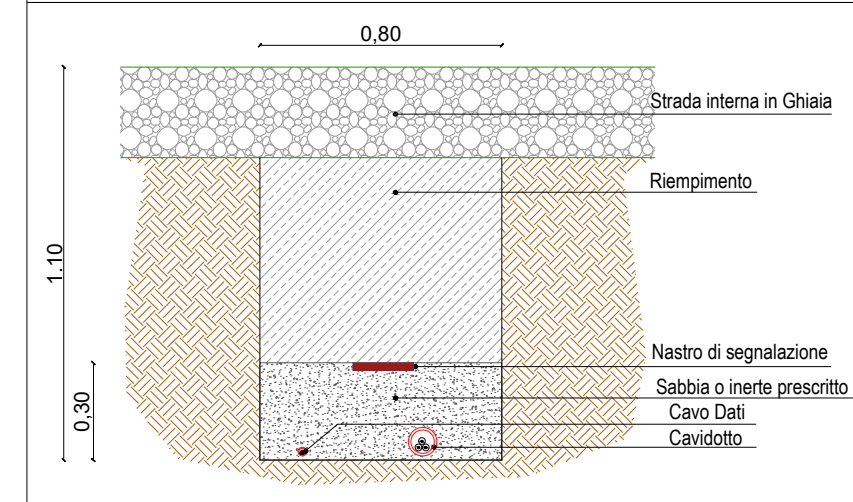 0,80
Strada interna in Ghiaia
Riempimento
1.10
Nastro di segnalazione
Sabbia o inerte prescritto
0,30
Cavo Dati
Cavidotto